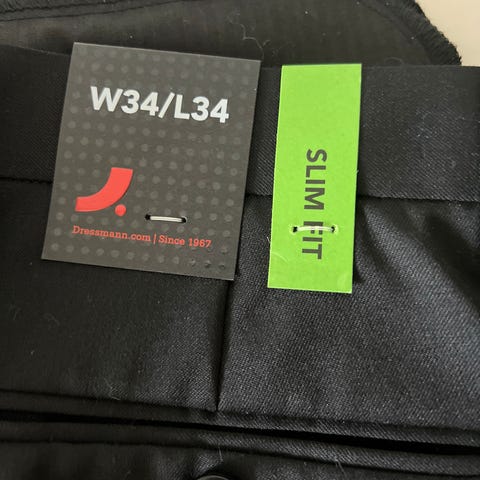 W34/L34
Dressmann.com | Since 1967
SLIM FIT